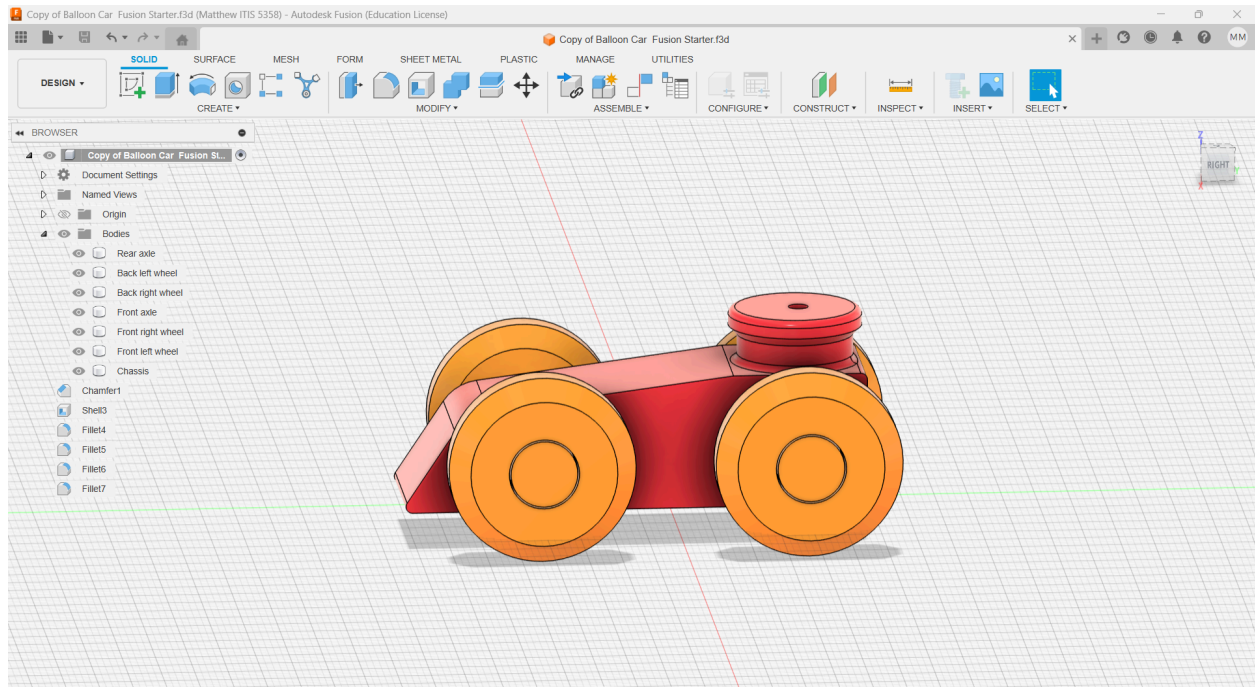 Copy of Balloon Car Fusion Starter.f3d (Matthew ITIS 5358) - Autodesk Fusion (Education License)
Copy of Balloon Car Fusion Starter.f3d
MM
DESIGN
SOLID SURFACE MESH FORM SHEET METAL PLASTIC MANAGE UTILITIES
CREATE MODIFY ASSEMBLE CONFIGURE CONSTRUCT INSPECT INSERT SELECT
BROWSER
Copy of Balloon Car Fusion St...
Document Settings
Named Views
Origin
Bodies
Rear axle
Back left wheel
Back right wheel
Front axle
Front right wheel
Front left wheel
Chassis
Chamfer1
Shell3
Fillet4
Fillet5
Fillet6
Fillet7
Z
RIGHT
X